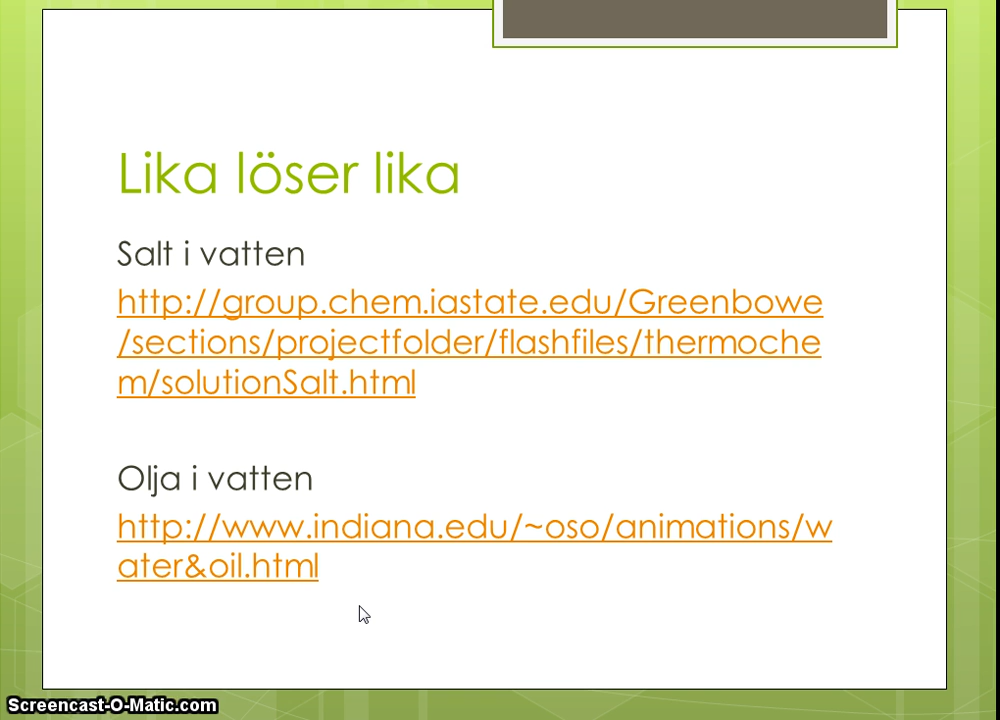 Lika löser lika
Salt i vatten
http://group.chem.iastate.edu/Greenbowe
/sections/projectfolder/flashfiles/thermoche
m/solutionSalt.html
Olja i vatten
http://www.indiana.edu/~oso/animations/w
ater&oil.html
Screencast-O-Matic.com